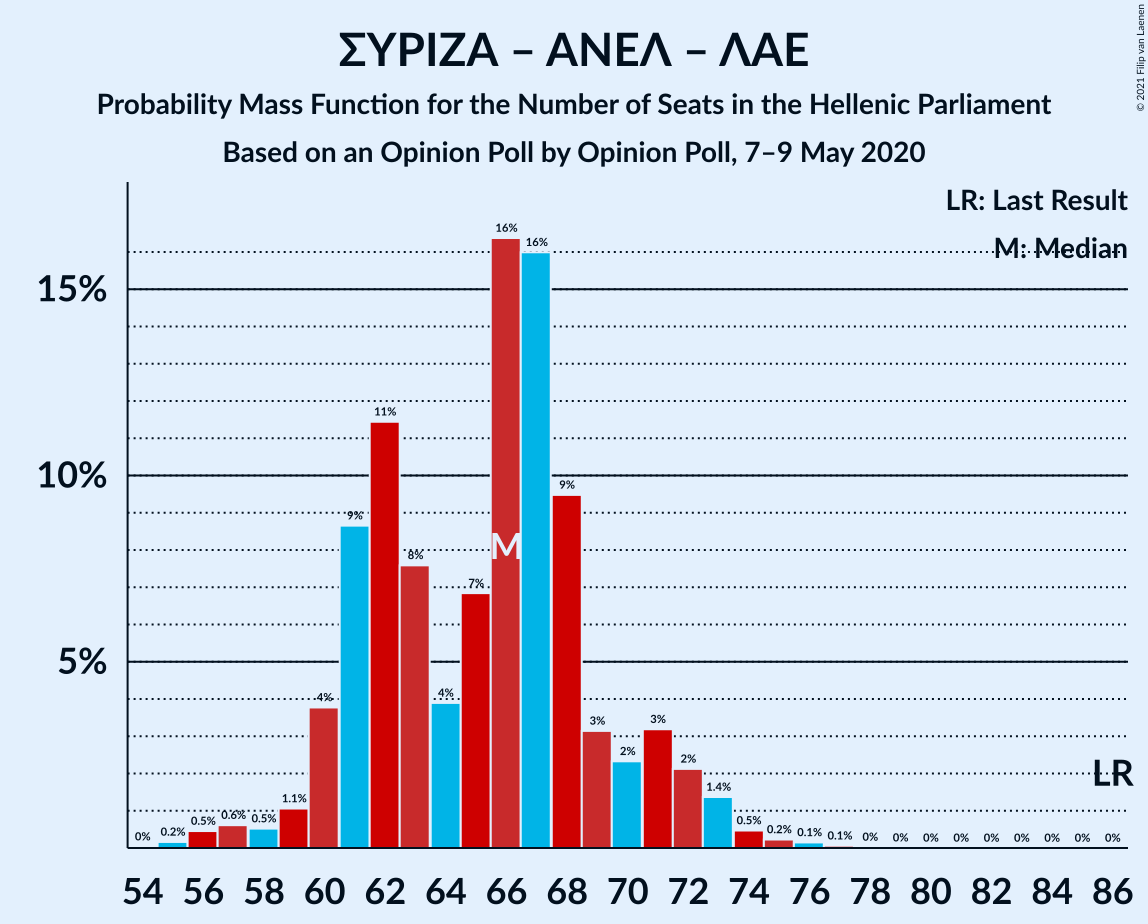 ΣΥΡΙΖΑ – ΑΝΕΛ – ΛΑΕ
Probability Mass Function for the Number of Seats in the Hellenic Parliament
Based on an Opinion Poll by Opinion Poll, 7–9 May 2020
© 2021 Filip van Laenen
LR: Last Result
M: Median
15%
10%
5%
0% 0.2% 0.5% 0.6% 0.5% 1.1% 4% 9% 11% 8% 4% 7% 16% 16% 9% 3% 2% 3% 2% 1.4% 0.5% 0.2% 0.1% 0.1% 0% 0% 0% 0% 0% 0% 0% 0% 0%
M
LR
54 56 58 60 62 64 66 68 70 72 74 76 78 80 82 84 86